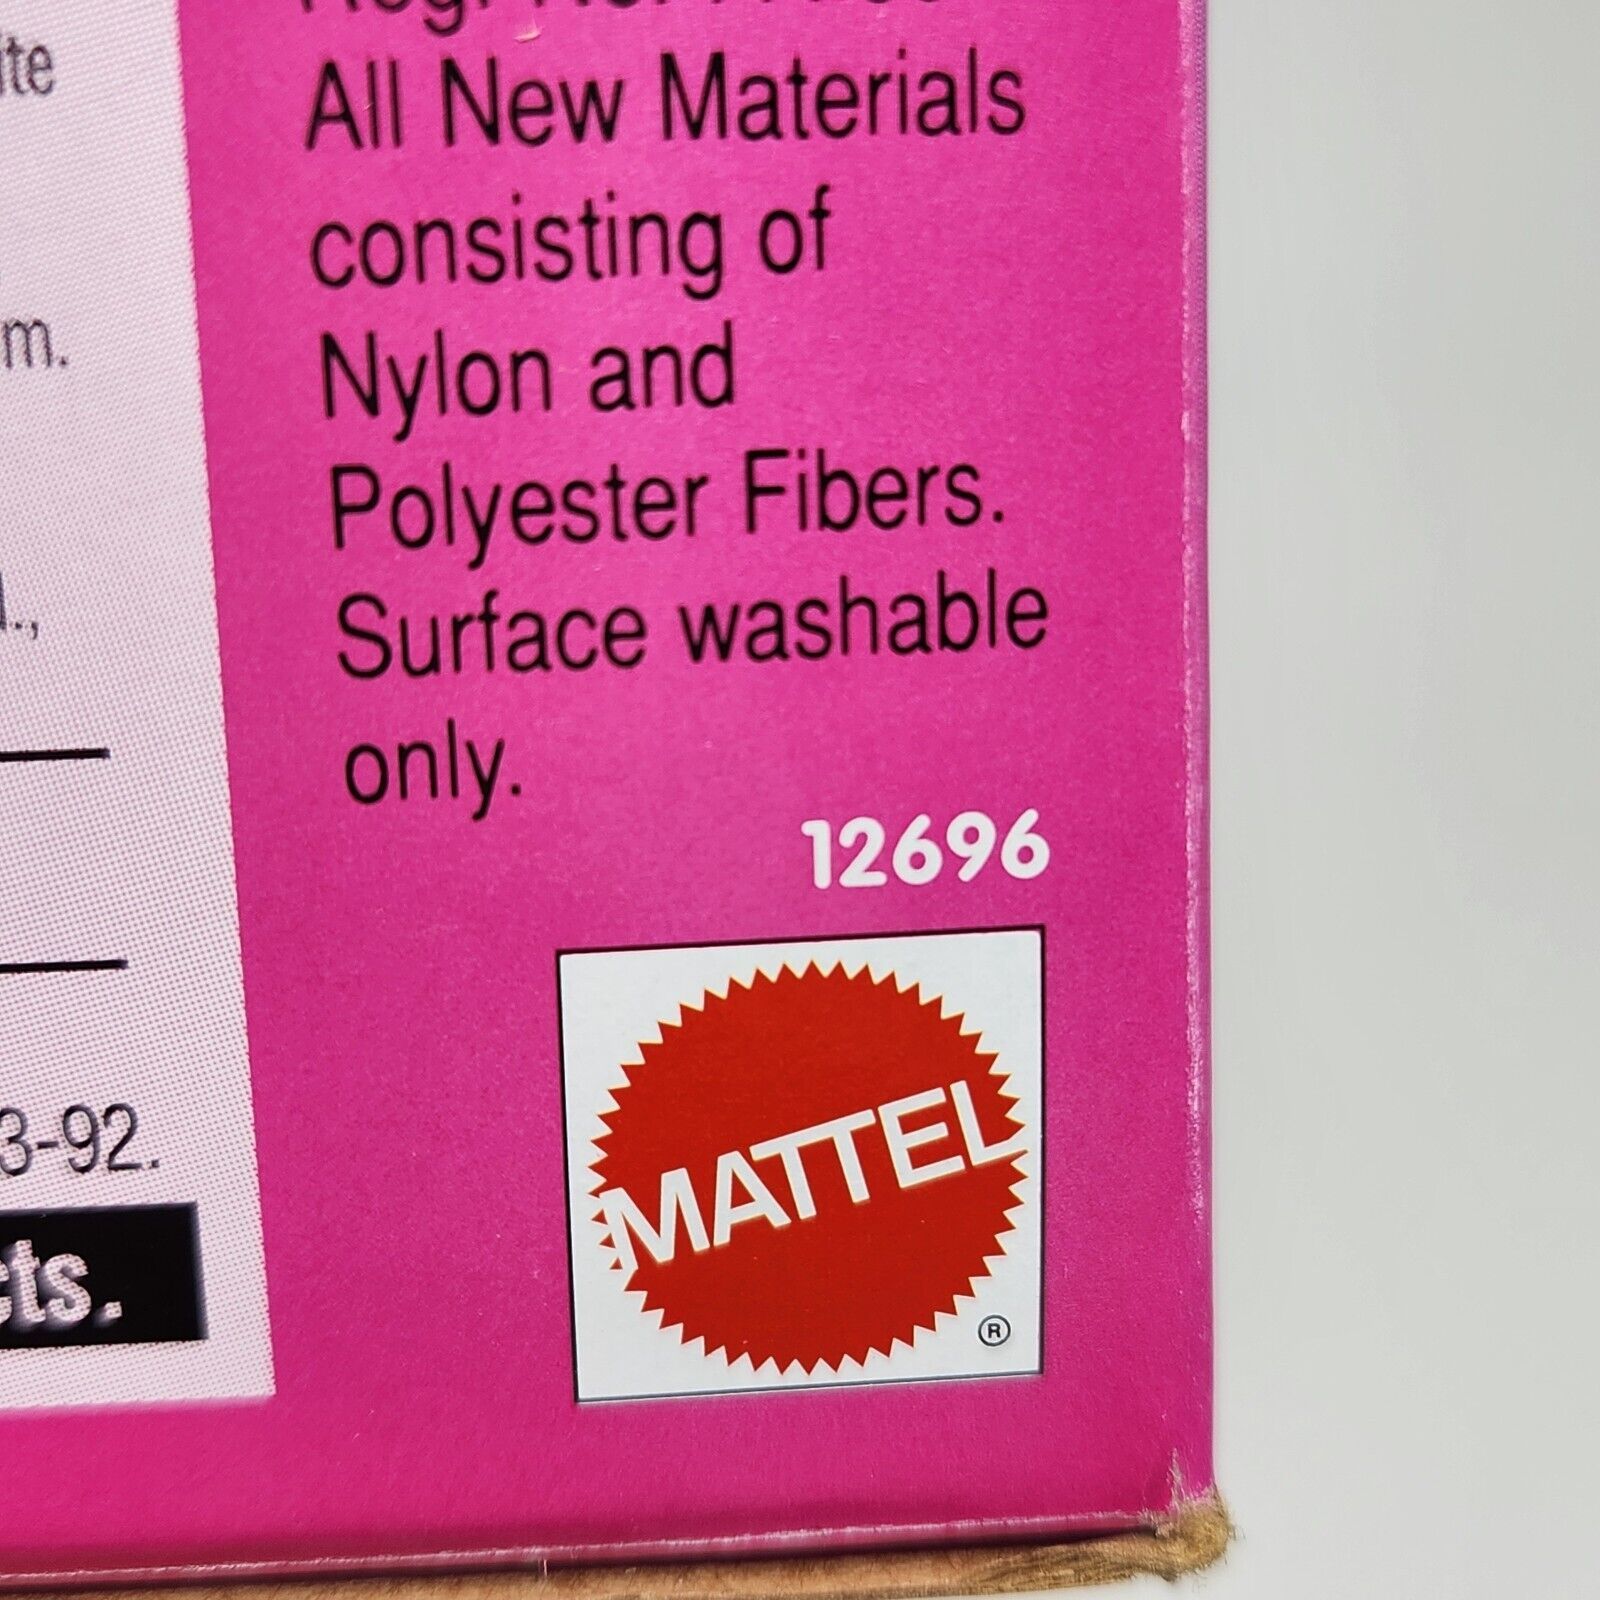 All New Materials
consisting of
Nylon and
Polyester Fibers.
Surface washable
only.
12696
MATTEL
®
3-92.